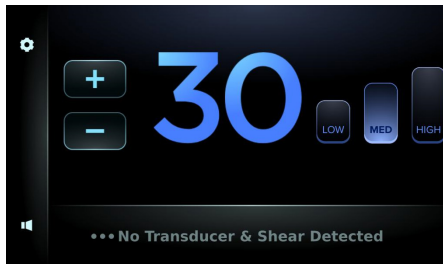 +
30
LOW
MED
HIGH
−
•••No Transducer & Shear Detected